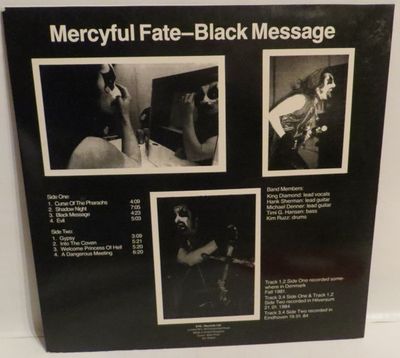 Mercyful Fate–Black Message
Side One:
1. Curse Of The Pharaohs 4:09
2. Shadow Night 7:05
3. Black Message 4:23
4. Evil 5:03
Side Two:
1. Gypsy 3:09
2. Into The Coven 5:21
3. Welcome Princess Of Hell 5:20
4. A Dangerous Meeting 6:20
Band Members:
King Diamond: lead vocals
Hank Sherman: lead guitar
Michael Denner: lead guitar
Timi G. Hansen: bass
Kim Ruzz: drums
Track 1.2 Side One recorded some-
where in Denmark
Fall 1981.
Track 3.4 Side One & Track 1.2
Side Two recorded in Hilversum
21. 01. 1984
Track 3.4 Side Two recorded in
Eindhoven 19. 01. 84